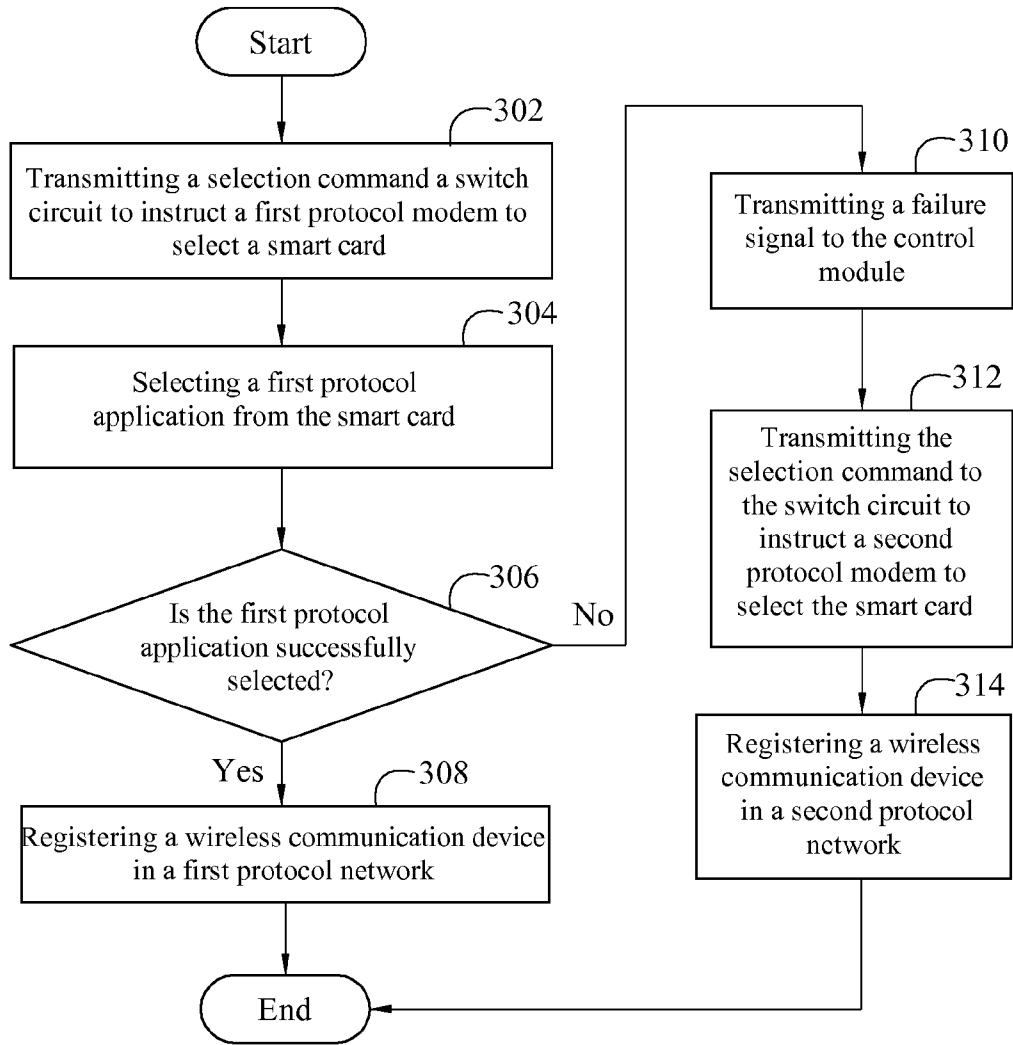 Start
302
Transmitting a selection command a switch
circuit to instruct a first protocol modem to
select a smart card
304
Selecting a first protocol
application from the smart card
306
Is the first protocol
application successfully
selected?
No
Yes
308
Registering a wireless communication device
in a first protocol network
310
Transmitting a failure
signal to the control
module
312
Transmitting the
selection command to
the switch circuit to
instruct a second
protocol modem to
select the smart card
314
Registering a wireless
communication device
in a second protocol
network
End